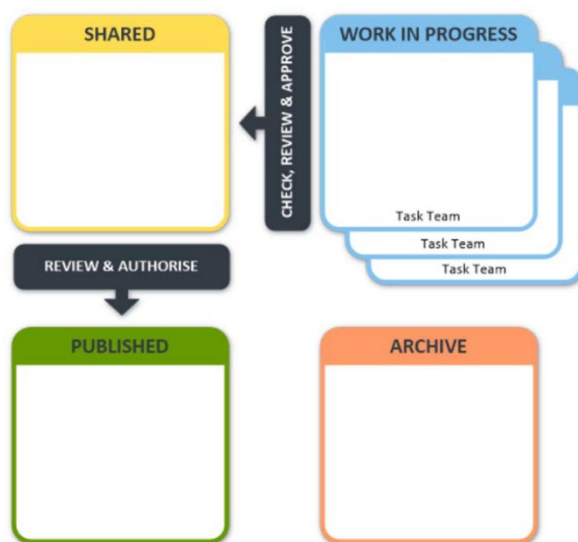 SHARED
WORK IN PROGRESS
CHECK, REVIEW & APPROVE
Task Team
Task Team
Task Team
REVIEW & AUTHORISE
PUBLISHED
ARCHIVE